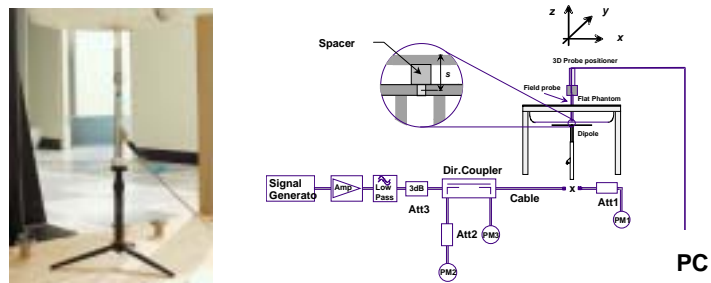 z
y
x
3D Probe positioner
Field probe
Flat Phantom
Dipole
Spacer
s
Signal
Generato
Amp
Low
Pass
3dB
Att3
Dir.Coupler
Cable
x
Att1
PM1
Att2
PM3
PM2
PC